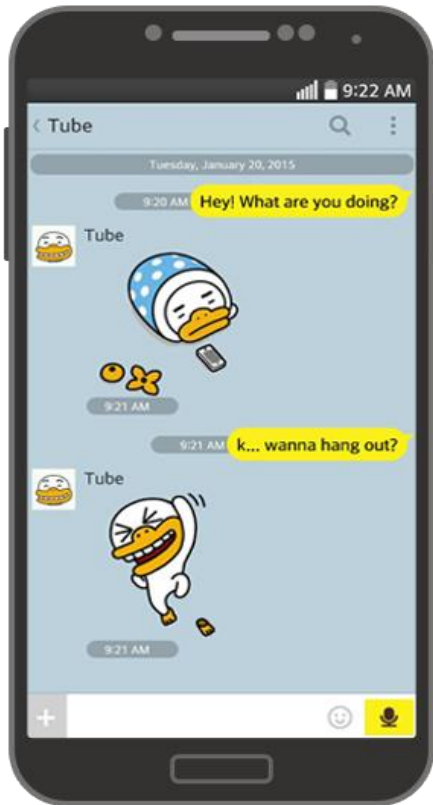 9:22 AM
Tube
Tuesday, January 20, 2015
9:20 AM Hey! What are you doing?
Tube
9:21 AM
9:21 AM k... wanna hang out?
Tube
9:21 AM